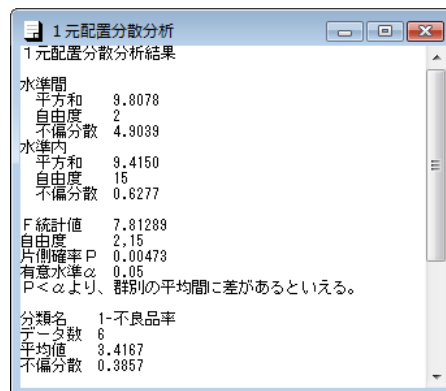 1元配置分散分析
1元配置分散分析結果
水準間
平方和 9.8078
自由度 2
不偏分散 4.9039
水準内
平方和 9.4150
自由度 15
不偏分散 0.6277
F統計値 7.81289
自由度 2,15
片側確率P 0.00473
有意水準α 0.05
P<αより、群別の平均間に差があるといえる。
分類名 1-不良品率
データ数 6
平均値 3.4167
不偏分散 0.3857